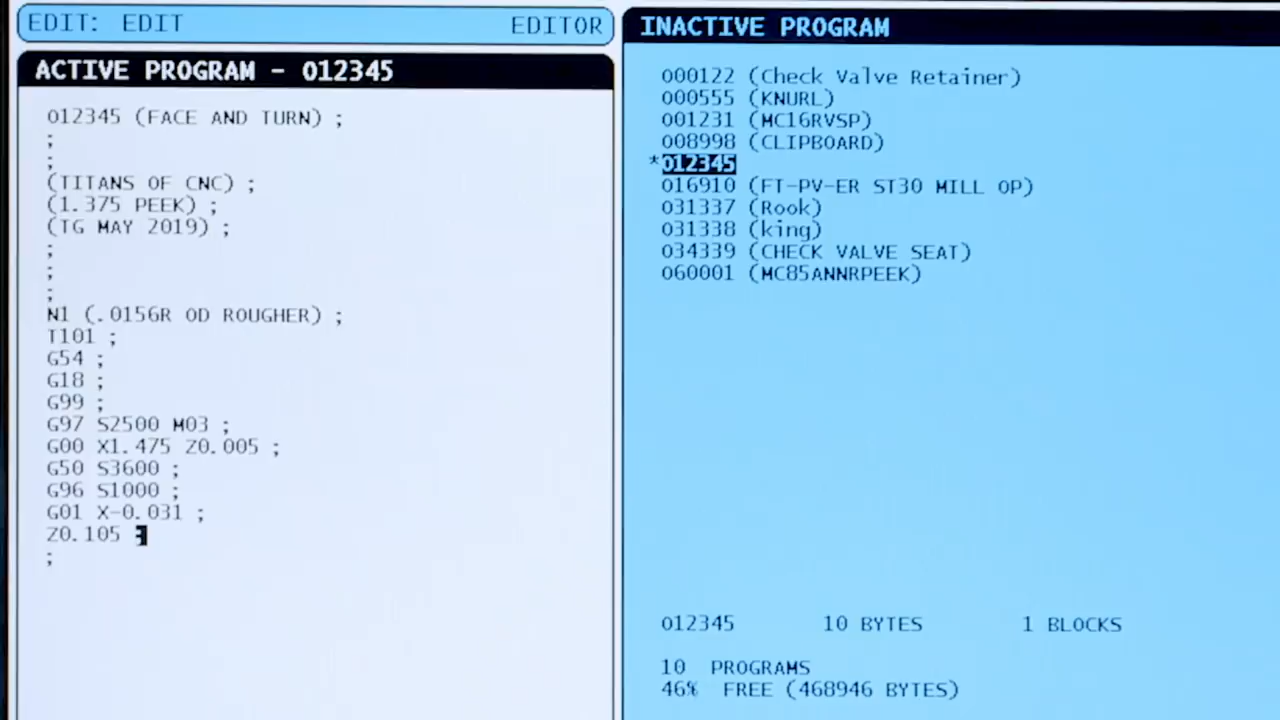 EDIT: EDIT EDITOR
ACTIVE PROGRAM - O12345
O12345 (FACE AND TURN) ;
;
;
(TITANS OF CNC) ;
(1.375 PEEK) ;
(TG MAY 2019) ;
;
;
;
N1 (.0156R OD ROUGHER) ;
T101 ;
G54 ;
G18 ;
G99 ;
G97 S2500 M03 ;
G00 X1.475 Z0.005 ;
G50 S3600 ;
G96 S1000 ;
G01 X-0.031 ;
Z0.105 ;
;
INACTIVE PROGRAM
O00122 (Check Valve Retainer)
O00555 (KNURL)
O01231 (MC16RVSP)
O08998 (CLIPBOARD)
*O12345
O16910 (FT-PV-ER ST30 MILL OP)
O31337 (Rook)
O31338 (king)
O34339 (CHECK VALVE SEAT)
O60001 (MC85ANNRPEEK)
O12345 10 BYTES 1 BLOCKS
10 PROGRAMS
46% FREE (468946 BYTES)